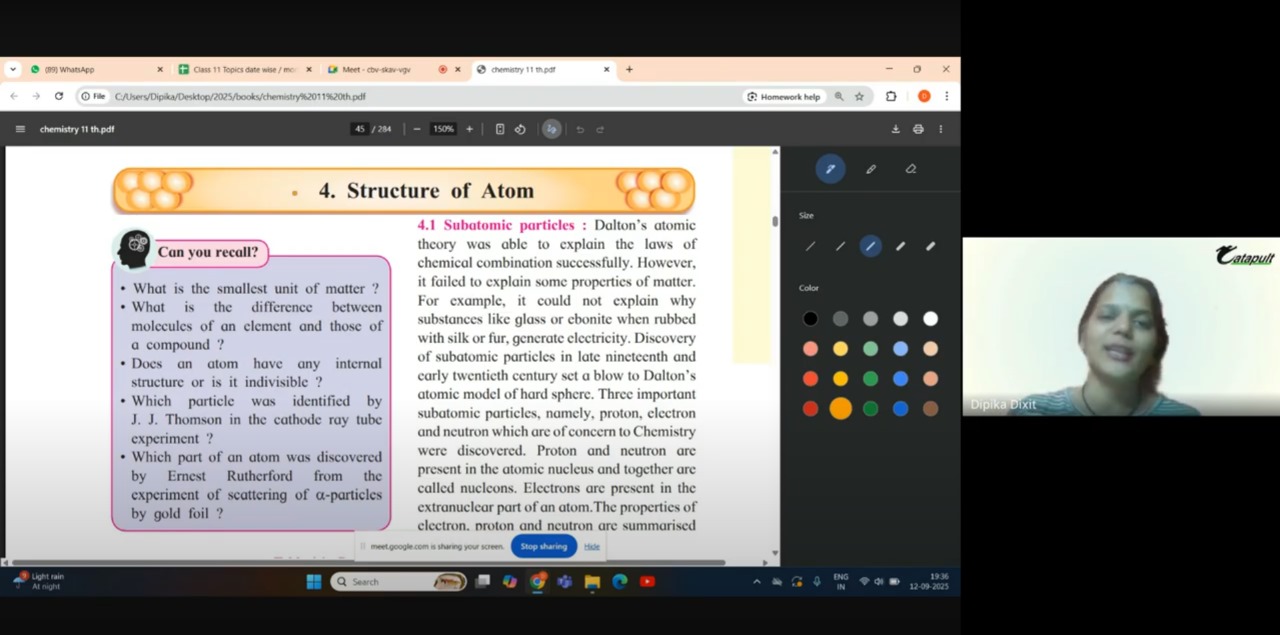 (89) WhatsApp
Class 11 Topics date wise / mo
Meet - cbv-skav-vgv
chemistry 11 th.pdf
File
C:/Users/Dipika/Desktop/2025/books/chemistry%2011%20th.pdf
Homework help
chemistry 11 th.pdf
45 / 284
150%
4. Structure of Atom
Can you recall?
• What is the smallest unit of matter ?
• What is the difference between
molecules of an element and those of
a compound ?
• Does an atom have any internal
structure or is it indivisible ?
• Which particle was identified by
J. J. Thomson in the cathode ray tube
experiment ?
• Which part of an atom was discovered
by Ernest Rutherford from the
experiment of scattering of α-particles
by gold foil ?
4.1 Subatomic particles : Dalton's atomic
theory was able to explain the laws of
chemical combination successfully. However,
it failed to explain some properties of matter.
For example, it could not explain why
substances like glass or ebonite when rubbed
with silk or fur, generate electricity. Discovery
of subatomic particles in late nineteenth and
early twentieth century set a blow to Dalton's
atomic model of hard sphere. Three important
subatomic particles, namely, proton, electron
and neutron which are of concern to Chemistry
were discovered. Proton and neutron are
present in the atomic nucleus and together are
called nucleons. Electrons are present in the
extranuclear part of an atom.The properties of
electron, proton and neutron are summarised
Size
Color
meet.google.com is sharing your screen.
Stop sharing
Hide
Catapult
Dipika Dixit
Light rain
At night
Search
ENG
IN
19:36
12-09-2025